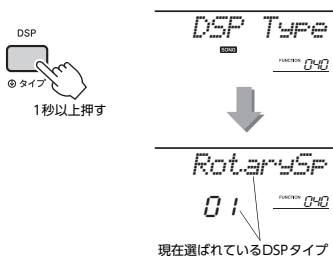 DSP
タイプ
1秒以上押す
DSP Type
SONG
FUNCTION 040
RotarySp
01
FUNCTION 040
現在選ばれているDSPタイプ